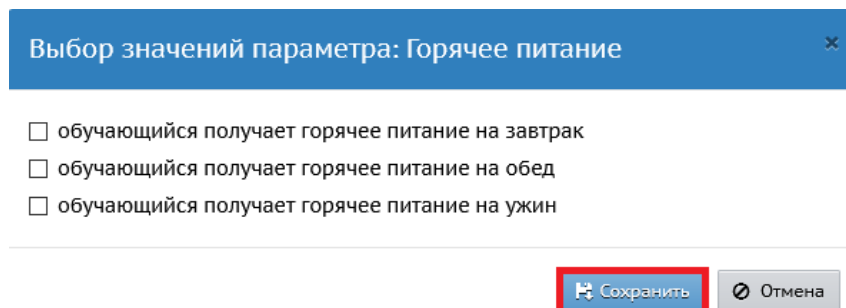 Выбор значений параметра: Горячее питание
обучающийся получает горячее питание на завтрак
обучающийся получает горячее питание на обед
обучающийся получает горячее питание на ужин
Сохранить Отмена